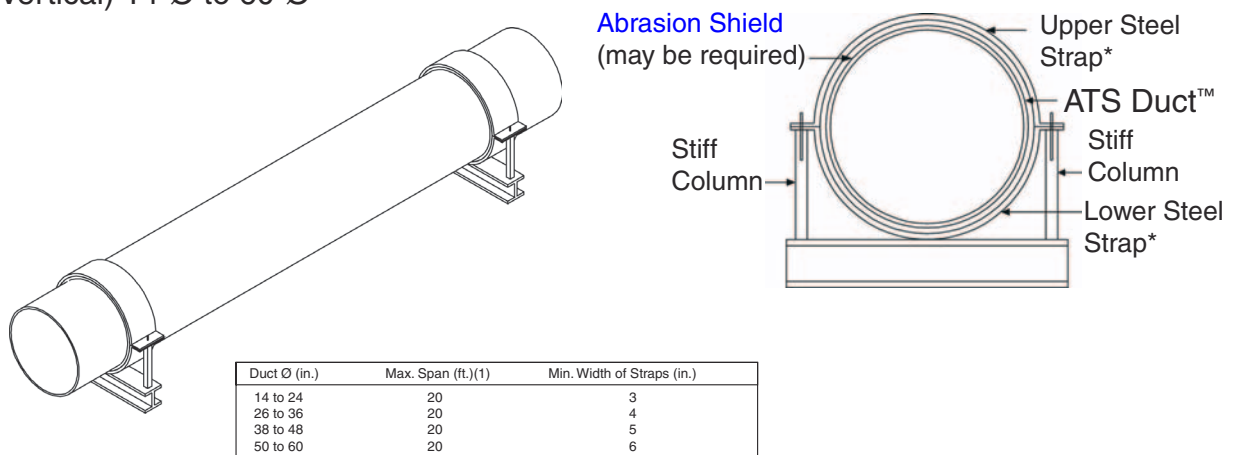 Vertical) 14"Ø to 60"Ø
Abrasion Shield
(may be required)
Upper Steel
Strap*
ATS Duct™
Stiff
Column
Stiff
Column
Lower Steel
Strap*
Duct Ø (in.) Max. Span (ft.)(1) Min. Width of Straps (in.)
14 to 24 20 3
26 to 36 20 4
38 to 48 20 5
50 to 60 20 6